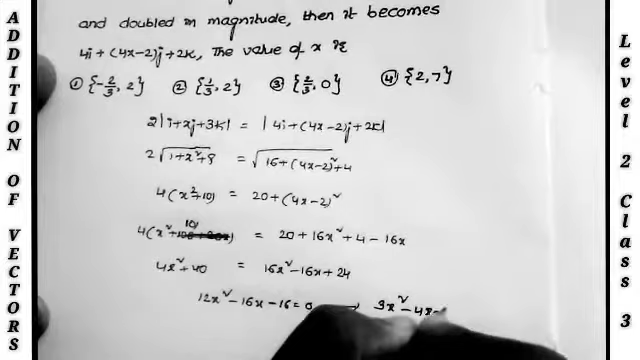 ADDITION OF VECTORS
and doubled in magnitude, then it becomes
4i + (4x-2)j + 2k, The value of x is
① {-2/3, 2} ② {1/3, 2} ③ {2/3, 0} ④ {2, 7}
2|i+xj+3k| = |4i+(4x-2)j+2k|
2√(1+x²+9) = √(16+(4x-2)²+4)
4(x²+10) = 20+(4x-2)²
4(x²+10) = 20+16x²+4-16x
4x²+40 = 16x²-16x+24
12x²-16x-16=0 → 3x²-4x-
Level 2 Class 3